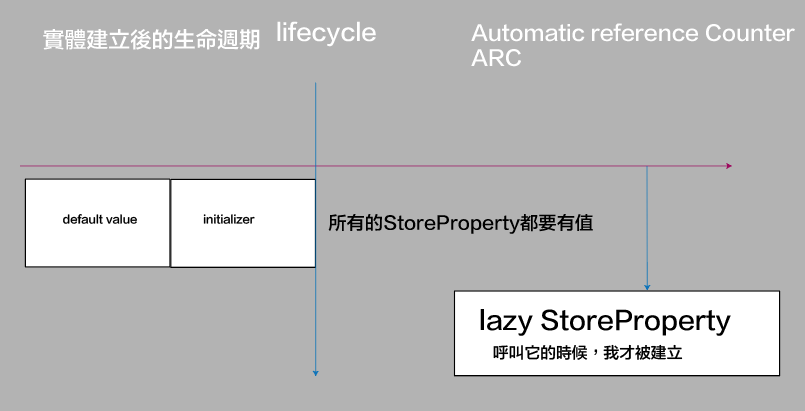 實體建立後的生命週期 lifecycle
Automatic reference Counter
ARC
default value
initializer
所有的StoreProperty都要有值
lazy StoreProperty
呼叫它的時候，我才被建立